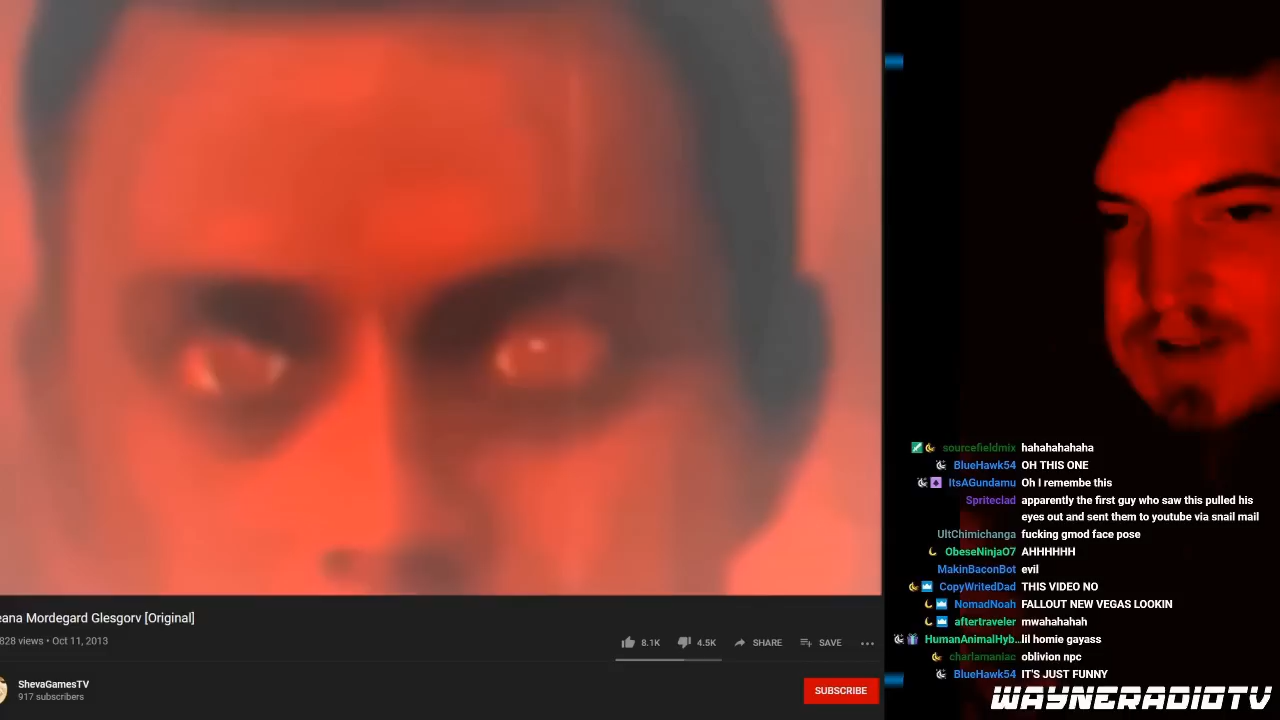 eana Mordegard Glesgorv [Original]
828 views • Oct 11, 2013
8.1K
4.5K
SHARE
SAVE
ShevaGamesTV
917 subscribers
SUBSCRIBE
sourcefieldmix hahahahahaha
BlueHawk54 OH THIS ONE
ItsAGundamu Oh I remembe this
Spriteclad apparently the first guy who saw this pulled his
eyes out and sent them to youtube via snail mail
UltChimichanga fucking gmod face pose
ObeseNinjaO7 AHHHHHH
MakinBaconBot evil
CopyWritedDad THIS VIDEO NO
NomadNoah FALLOUT NEW VEGAS LOOKIN
aftertraveler mwahahahah
HumanAnimalHyb... lil homie gayass
charlamaniac oblivion npc
BlueHawk54 IT'S JUST FUNNY
WAYNERADIOTV